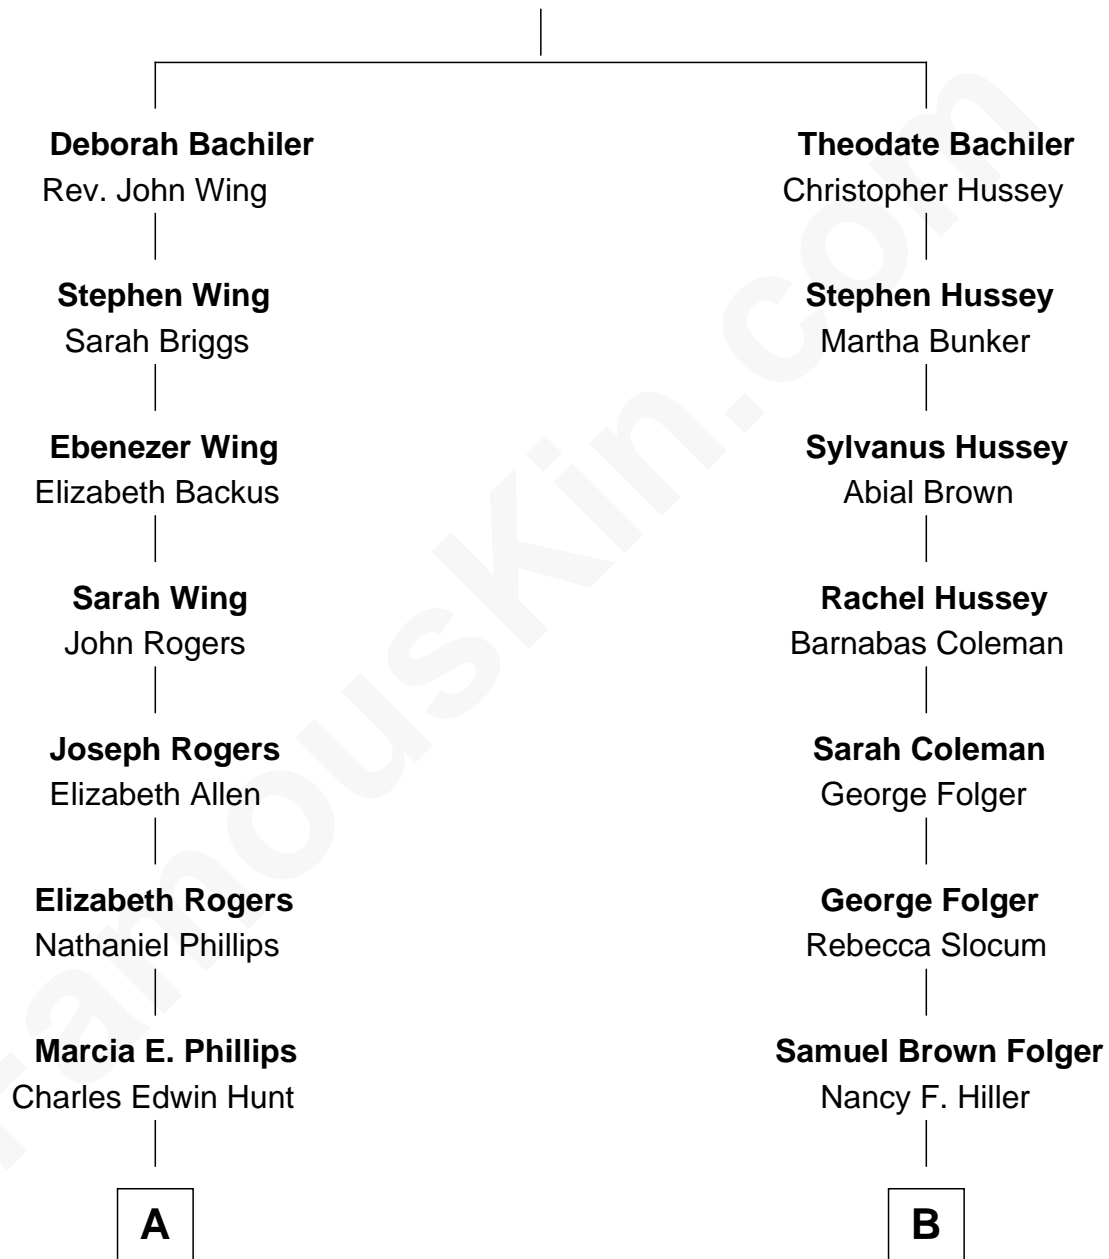 Deborah Bachiler
Rev. John Wing
Stephen Wing
Sarah Briggs
Ebenezer Wing
Elizabeth Backus
Sarah Wing
John Rogers
Joseph Rogers
Elizabeth Allen
Elizabeth Rogers
Nathaniel Phillips
Marcia E. Phillips
Charles Edwin Hunt
A
Theodate Bachiler
Christopher Hussey
Stephen Hussey
Martha Bunker
Sylvanus Hussey
Abial Brown
Rachel Hussey
Barnabas Coleman
Sarah Coleman
George Folger
George Folger
Rebecca Slocum
Samuel Brown Folger
Nancy F. Hiller
B
FamousKin.com